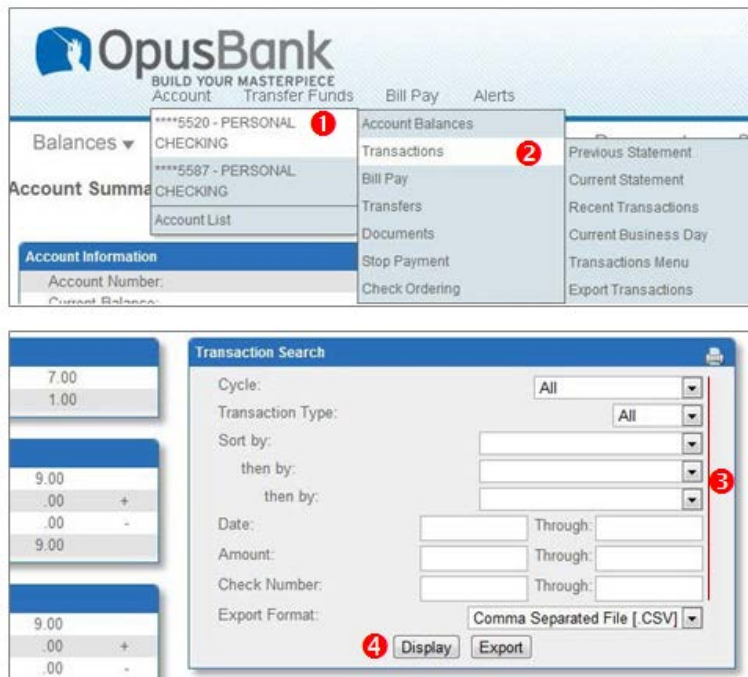 OpusBank
BUILD YOUR MASTERPIECE
Account Transfer Funds Bill Pay Alerts
****5520 - PERSONAL CHECKING
1
****5587 - PERSONAL CHECKING
Account List
Account Balances
Transactions
2
Bill Pay
Transfers
Documents
Stop Payment
Check Ordering
Previous Statement
Current Statement
Recent Transactions
Current Business Day
Transactions Menu
Export Transactions
Balances
Account Summa
Account Information
Account Number:
Current Balance:
7.00
1.00
9.00
.00 +
.00 -
9.00
9.00
.00 +
.00 -
Transaction Search
Cycle: All
Transaction Type: All
Sort by:
then by:
then by:
3
Date: Through:
Amount: Through:
Check Number: Through:
Export Format: Comma Separated File [.CSV]
4 Display Export